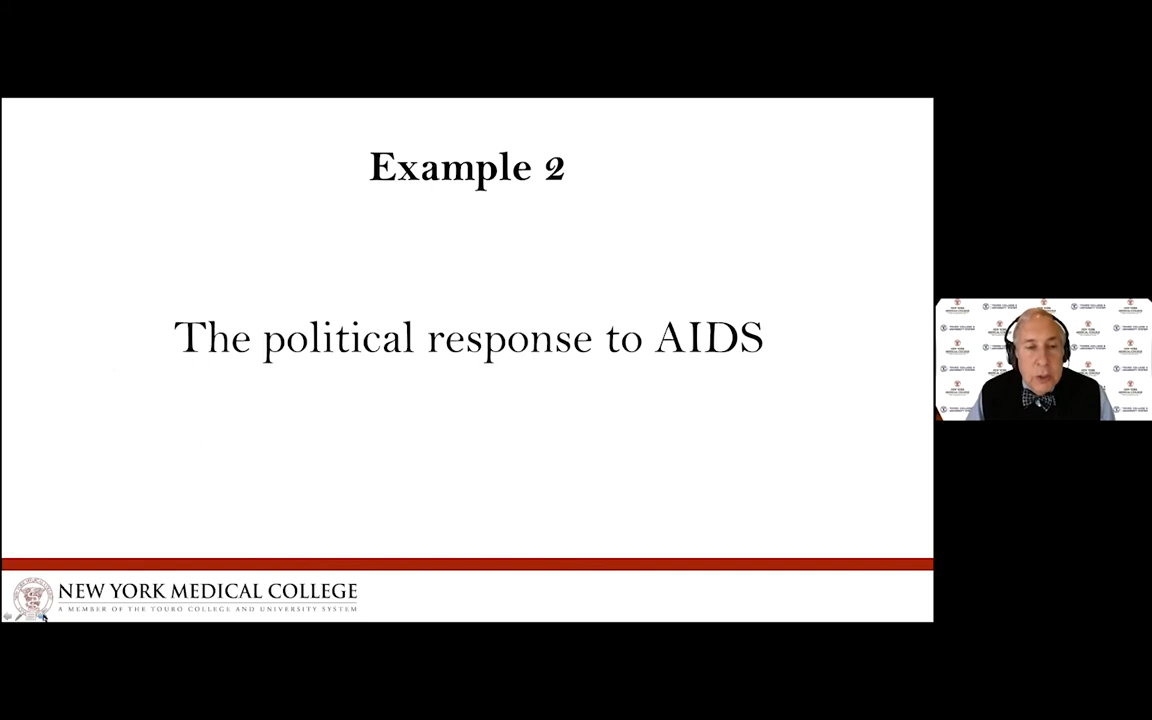 Example 2
The political response to AIDS
NEW YORK MEDICAL COLLEGE
A MEMBER OF THE TOURO COLLEGE AND UNIVERSITY SYSTEM